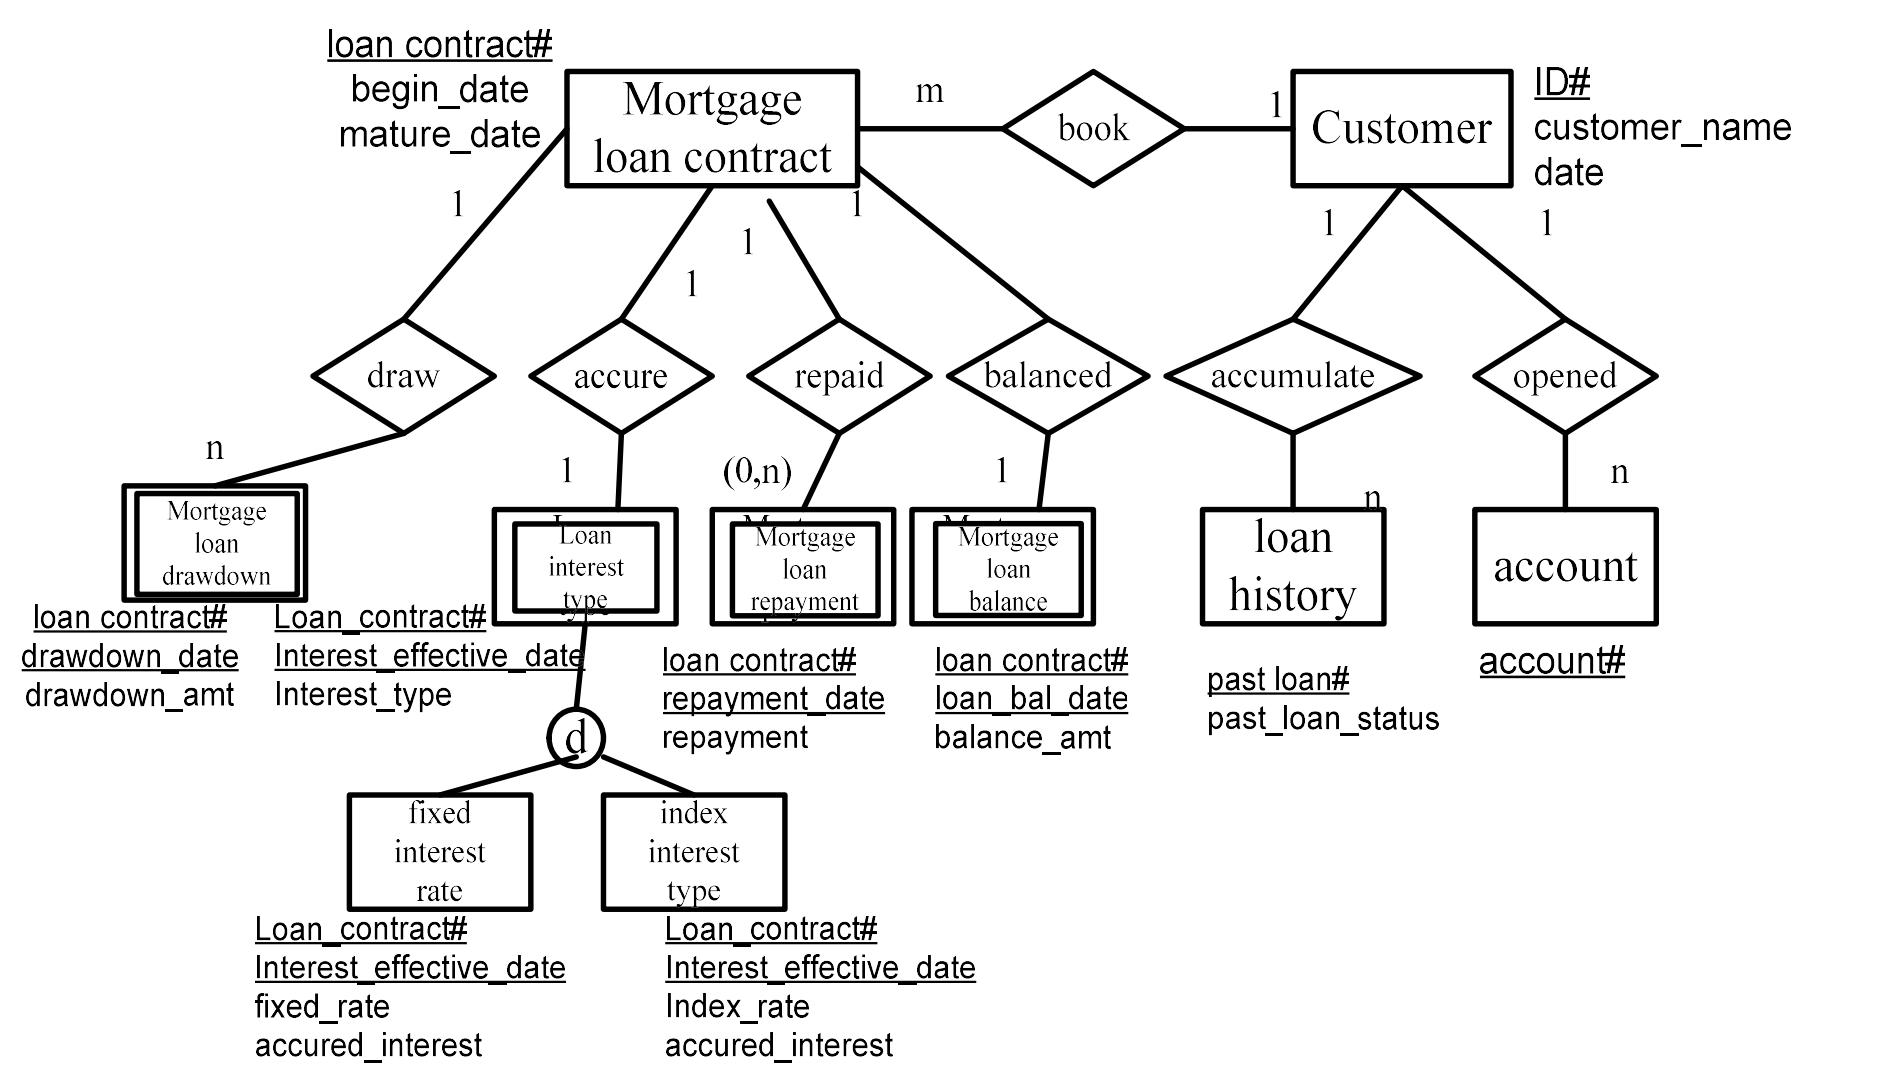 loan contract#
begin_date
mature_date
Mortgage
loan contract
m
book
1
Customer
ID#
customer_name
date
1
1
1
1
1
1
draw
accure
repaid
balanced
accumulate
opened
n
1
(0,n)
1
n
n
Mortgage
loan
drawdown
Loan
interest
type
Mortgage
loan
repayment
Mortgage
loan
balance
loan
history
account
loan contract#
drawdown_date
drawdown_amt
Loan_contract#
Interest_effective_date
Interest_type
loan contract#
repayment_date
repayment
loan contract#
loan_bal_date
balance_amt
past loan#
past_loan_status
account#
d
fixed
interest
rate
index
interest
type
Loan_contract#
Interest_effective_date
fixed_rate
accured_interest
Loan_contract#
Interest_effective_date
Index_rate
accured_interest